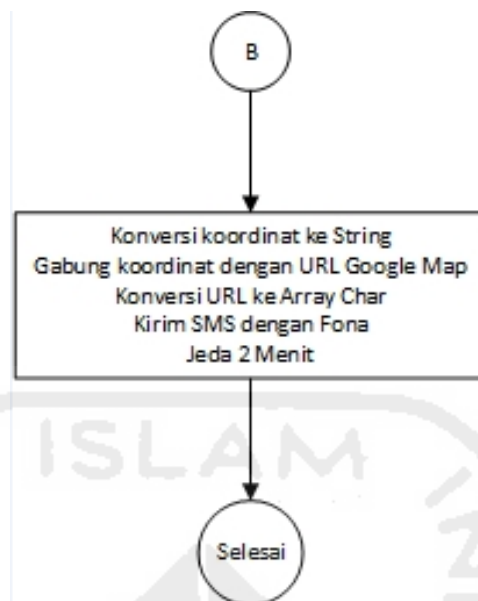 B
Konversi koordinat ke String
Gabung koordinat dengan URL Google Map
Konversi URL ke Array Char
Kirim SMS dengan Fona
Jeda 2 Menit
ISLAM
Selesai